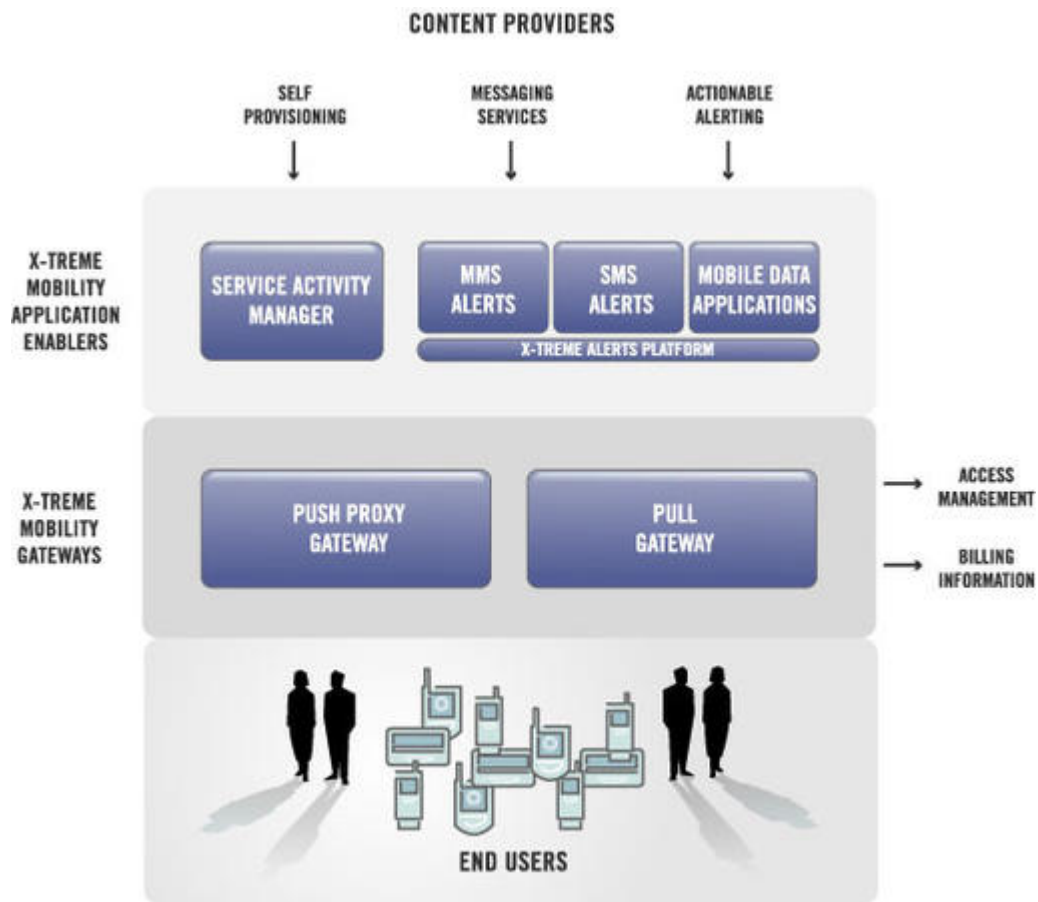 CONTENT PROVIDERS
SELF
PROVISIONING
MESSAGING
SERVICES
ACTIONABLE
ALERTING
X-TREME
MOBILITY
APPLICATION
ENABLERS
SERVICE ACTIVITY
MANAGER
MMS
ALERTS
SMS
ALERTS
MOBILE DATA
APPLICATIONS
X-TREME ALERTS PLATFORM
X-TREME
MOBILITY
GATEWAYS
PUSH PROXY
GATEWAY
PULL
GATEWAY
ACCESS
MANAGEMENT
BILLING
INFORMATION
END USERS